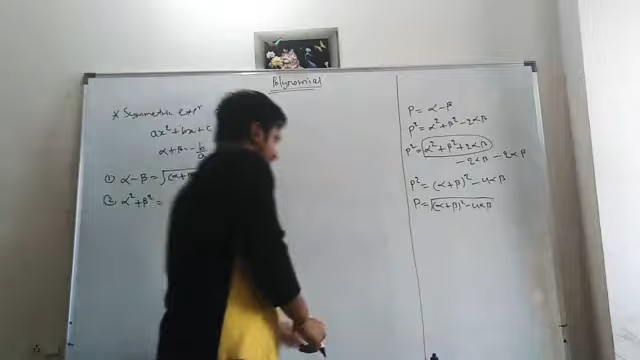 Polynomial
* Symmetric expr
ax² + bx + c
α+β = -b/a
① α-β = √(α+β
② α²+β² =
P = α-β
P² = α²+β²-2αβ
P² = α²+β²+2αβ
-2αβ-2αβ
P² = (α+β)²-4αβ
P = √(α+β)²-4αβ